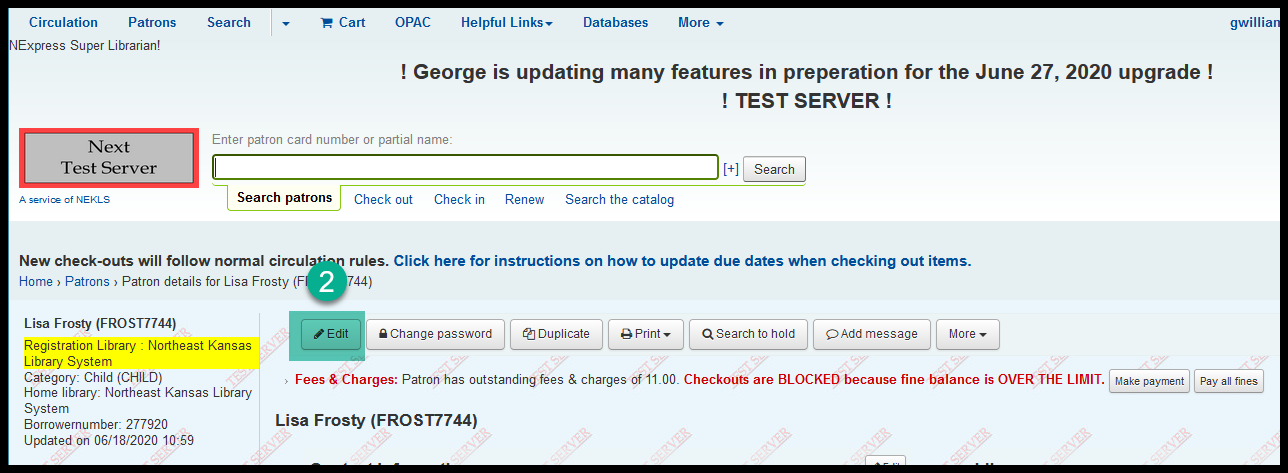 Circulation Patrons Search Cart OPAC Helpful Links Databases More gwillian
NExpress Super Librarian!
! George is updating many features in preperation for the June 27, 2020 upgrade !
! TEST SERVER !
Next
Test Server
A service of NEKLS
Enter patron card number or partial name:
[+] Search
Search patrons Check out Check in Renew Search the catalog
New check-outs will follow normal circulation rules. Click here for instructions on how to update due dates when checking out items.
Home › Patrons › Patron details for Lisa Frosty 7744)
2
Lisa Frosty (FROST7744)
Registration Library : Northeast Kansas
Library System
Category: Child (CHILD)
Home library: Northeast Kansas Library
System
Borrowernumber: 277920
Updated on 06/18/2020 10:59
Edit Change password Duplicate Print Search to hold Add message More
› Fees & Charges: Patron has outstanding fees & charges of 11.00. Checkouts are BLOCKED because fine balance is OVER THE LIMIT. Make payment Pay all fines
Lisa Frosty (FROST7744)
TEST SERVER